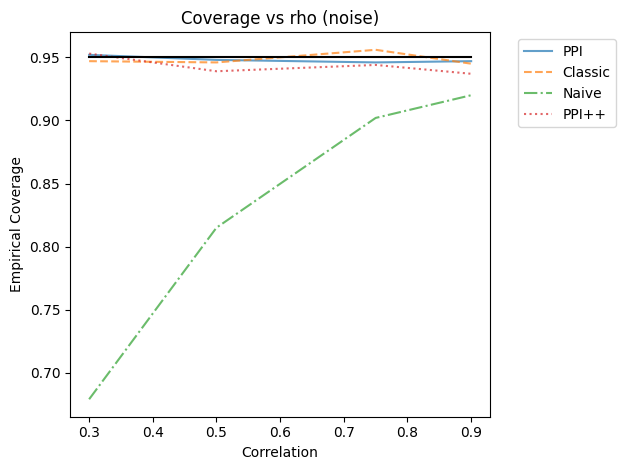 Coverage vs rho (noise)
Empirical Coverage
0.95
0.90
0.85
0.80
0.75
0.70
0.3 0.4 0.5 0.6 0.7 0.8 0.9
Correlation
PPI
Classic
Naive
PPI++